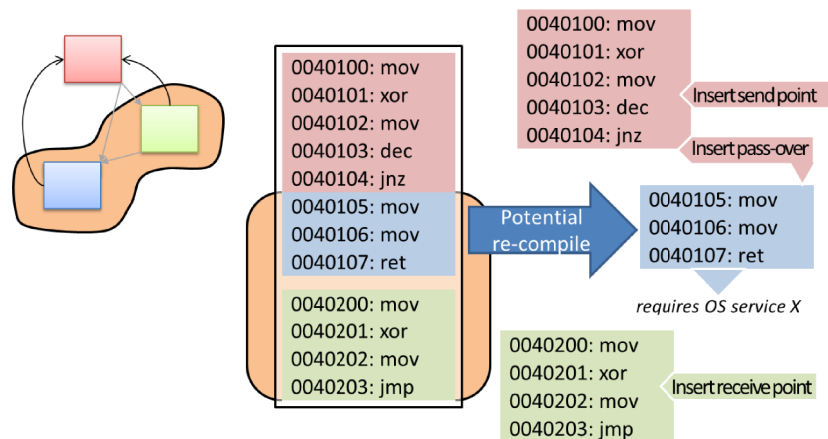 0040100: mov
0040101: xor
0040102: mov
0040103: dec
0040104: jnz
0040105: mov
0040106: mov
0040107: ret
0040200: mov
0040201: xor
0040202: mov
0040203: jmp
Potential
re-compile
0040100: mov
0040101: xor
0040102: mov
0040103: dec
0040104: jnz
Insert send point
Insert pass-over
0040105: mov
0040106: mov
0040107: ret
requires OS service X
0040200: mov
0040201: xor
0040202: mov
0040203: jmp
Insert receive point